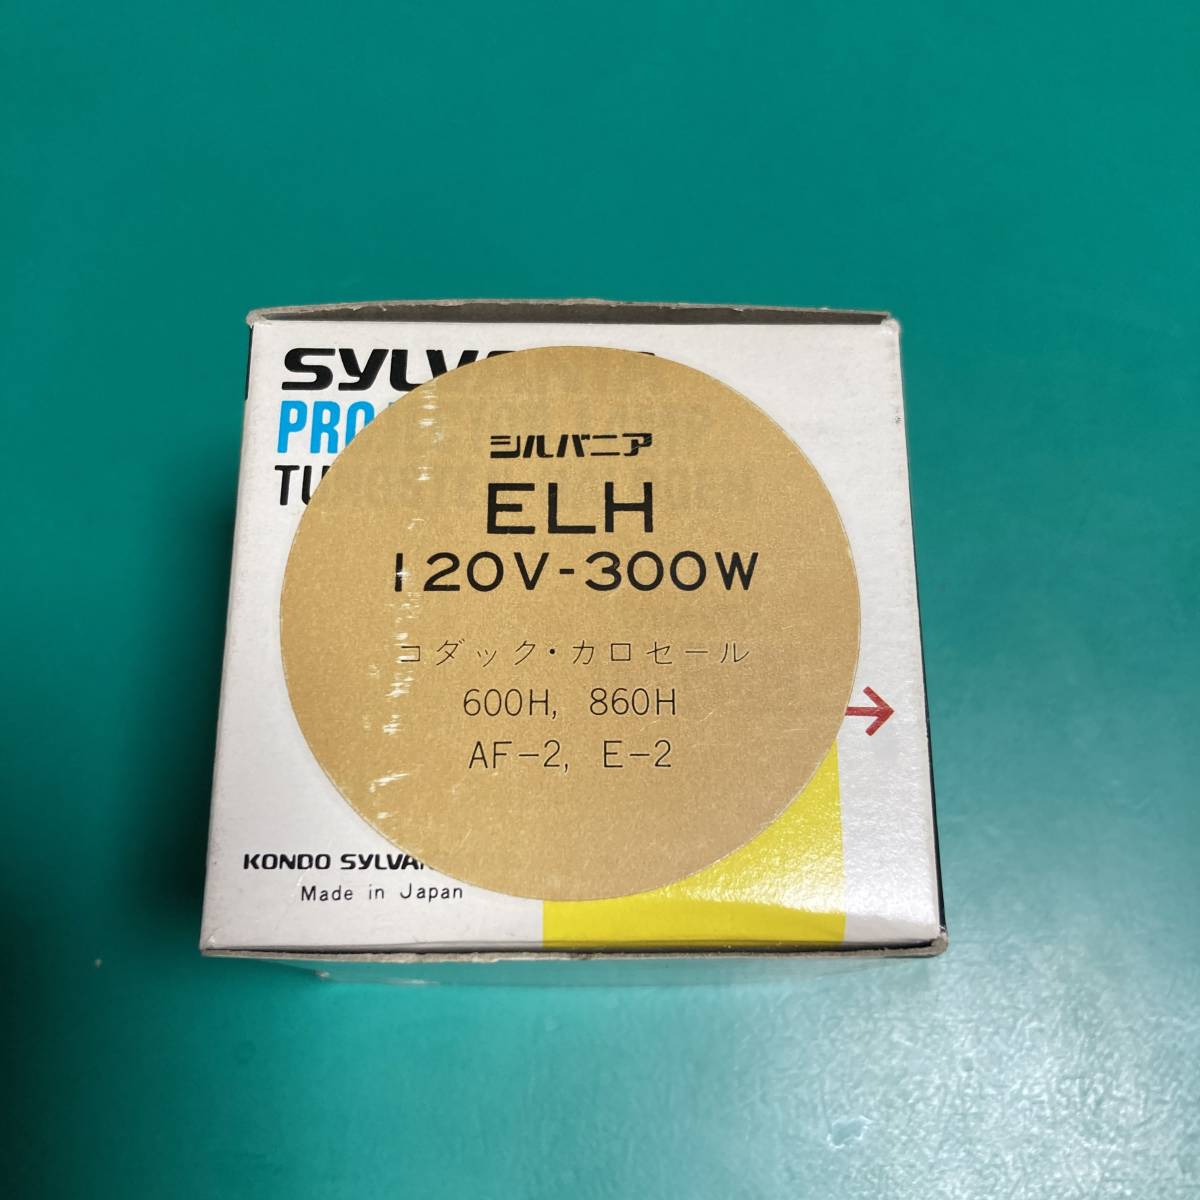 シルバニア
ELH
120V-300W
コダック・カロセール
600H, 860H
AF-2, E-2
KONDO
Made in Japan